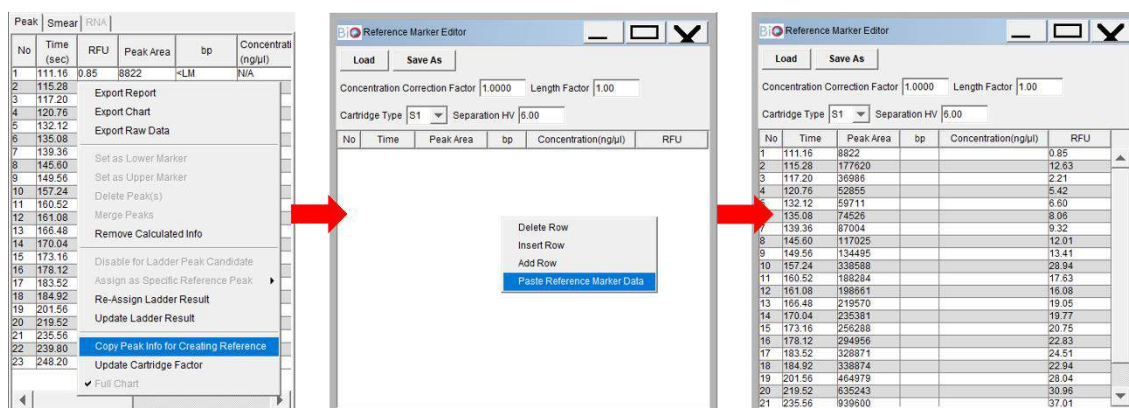 Peak Smear RNA
No Time (sec) RFU Peak Area bp Concentrati (ng/µl)
1 111.16 0.85 8822 <LM N/A
2 115.28
3 117.20
4 120.76
5 132.12
6 135.08
7 139.36
8 145.60
9 149.56
10 157.24
11 160.52
12 161.08
13 166.48
14 170.04
15 173.16
16 178.12
17 183.52
18 184.92
19 201.56
20 219.52
21 235.56
22 239.80
23 248.20
Export Report
Export Chart
Export Raw Data
Set as Lower Marker
Set as Upper Marker
Delete Peak(s)
Merge Peaks
Remove Calculated Info
Disable for Ladder Peak Candidate
Assign as Specific Reference Peak
Re-Assign Ladder Result
Update Ladder Result
Copy Peak Info for Creating Reference
Update Cartridge Factor
Full Chart
BiO Reference Marker Editor
Load Save As
Concentration Correction Factor 1.0000 Length Factor 1.00
Cartridge Type S1 Separation HV 6.00
No Time Peak Area bp Concentration(ng/µl) RFU
Delete Row
Insert Row
Add Row
Paste Reference Marker Data
BiO Reference Marker Editor
Load Save As
Concentration Correction Factor 1.0000 Length Factor 1.00
Cartridge Type S1 Separation HV 6.00
No Time Peak Area bp Concentration(ng/µl) RFU
1 111.16 8822 0.85
2 115.28 177620 12.63
3 117.20 36986 2.21
4 120.76 52855 5.42
5 132.12 59711 6.60
135.08 74526 8.06
7 139.36 87004 9.32
8 145.60 117025 12.01
9 149.56 134495 13.41
10 157.24 338588 28.94
11 160.52 188284 17.63
12 161.08 198661 16.08
13 166.48 219570 19.05
14 170.04 235381 19.77
15 173.16 256288 20.75
16 178.12 294956 22.83
17 183.52 328871 24.51
18 184.92 338874 22.94
19 201.56 464979 28.04
20 219.52 635243 30.96
21 235.56 939600 37.01